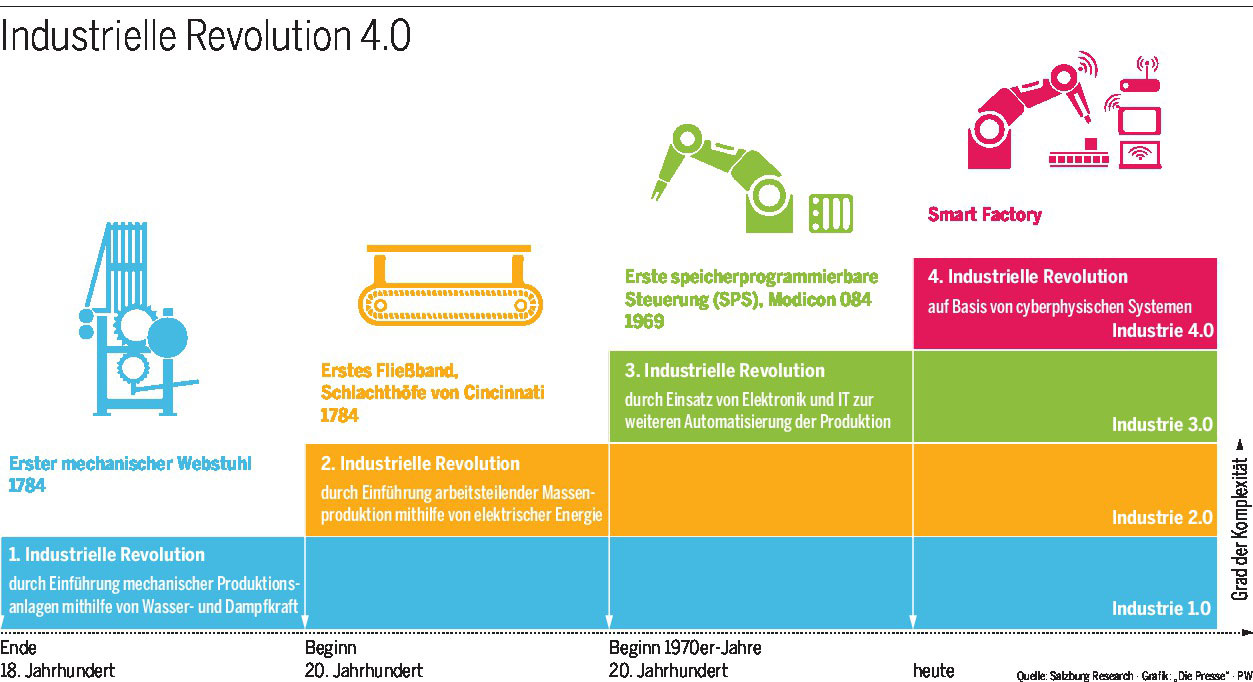 Industrielle Revolution 4.0
Smart Factory
Erste speicherprogrammierbare
Steuerung (SPS), Modicon 084
1969
4. Industrielle Revolution
auf Basis von cyberphysischen Systemen
Industrie 4.0
Erstes Fließband,
Schlachthöfe von Cincinnati
1784
3. Industrielle Revolution
durch Einsatz von Elektronik und IT zur
weiteren Automatisierung der Produktion
Industrie 3.0
Erster mechanischer Webstuhl
1784
2. Industrielle Revolution
durch Einführung arbeitsteilender Massen-
produktion mithilfe von elektrischer Energie
Industrie 2.0
1. Industrielle Revolution
durch Einführung mechanischer Produktions-
anlagen mithilfe von Wasser- und Dampfkraft
Industrie 1.0
Grad der Komplexität
Ende
18. Jahrhundert
Beginn
20. Jahrhundert
Beginn 1970er-Jahre
20. Jahrhundert
heute
Quelle: Salzburg Research · Grafik: „Die Presse“ · PW